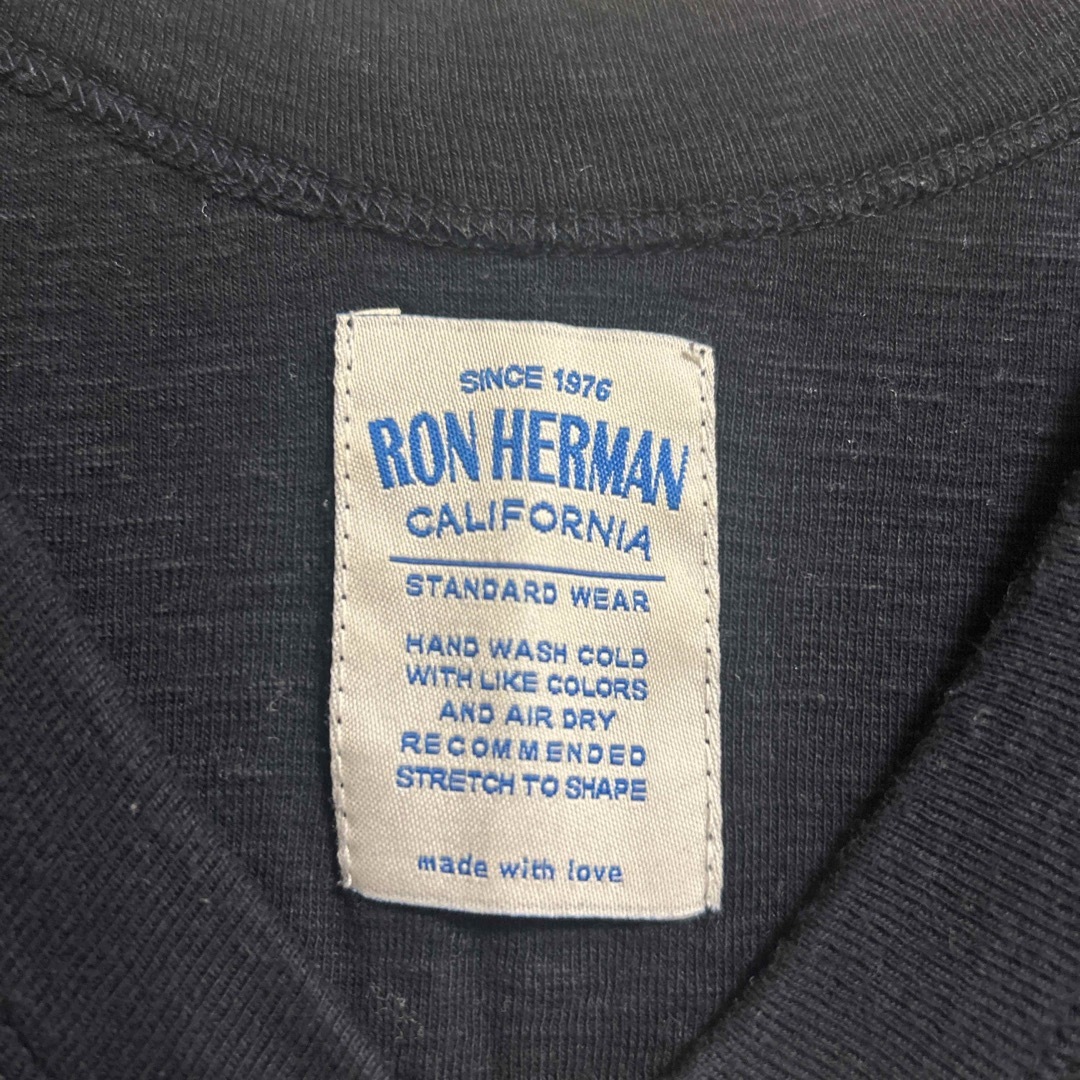 SINCE 1976
RON HERMAN
CALIFORNIA
STANDARD WEAR
HAND WASH COLD
WITH LIKE COLORS
AND AIR DRY
RECOMMENDED
STRETCH TO SHAPE
made with love